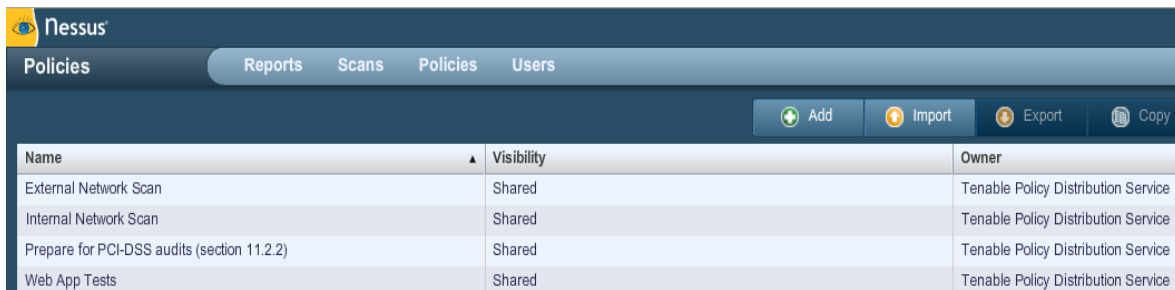 Nessus
Policies Reports Scans Policies Users
Add Import Export Copy
Name Visibility Owner
External Network Scan Shared Tenable Policy Distribution Service
Internal Network Scan Shared Tenable Policy Distribution Service
Prepare for PCI-DSS audits (section 11.2.2) Shared Tenable Policy Distribution Service
Web App Tests Shared Tenable Policy Distribution Service